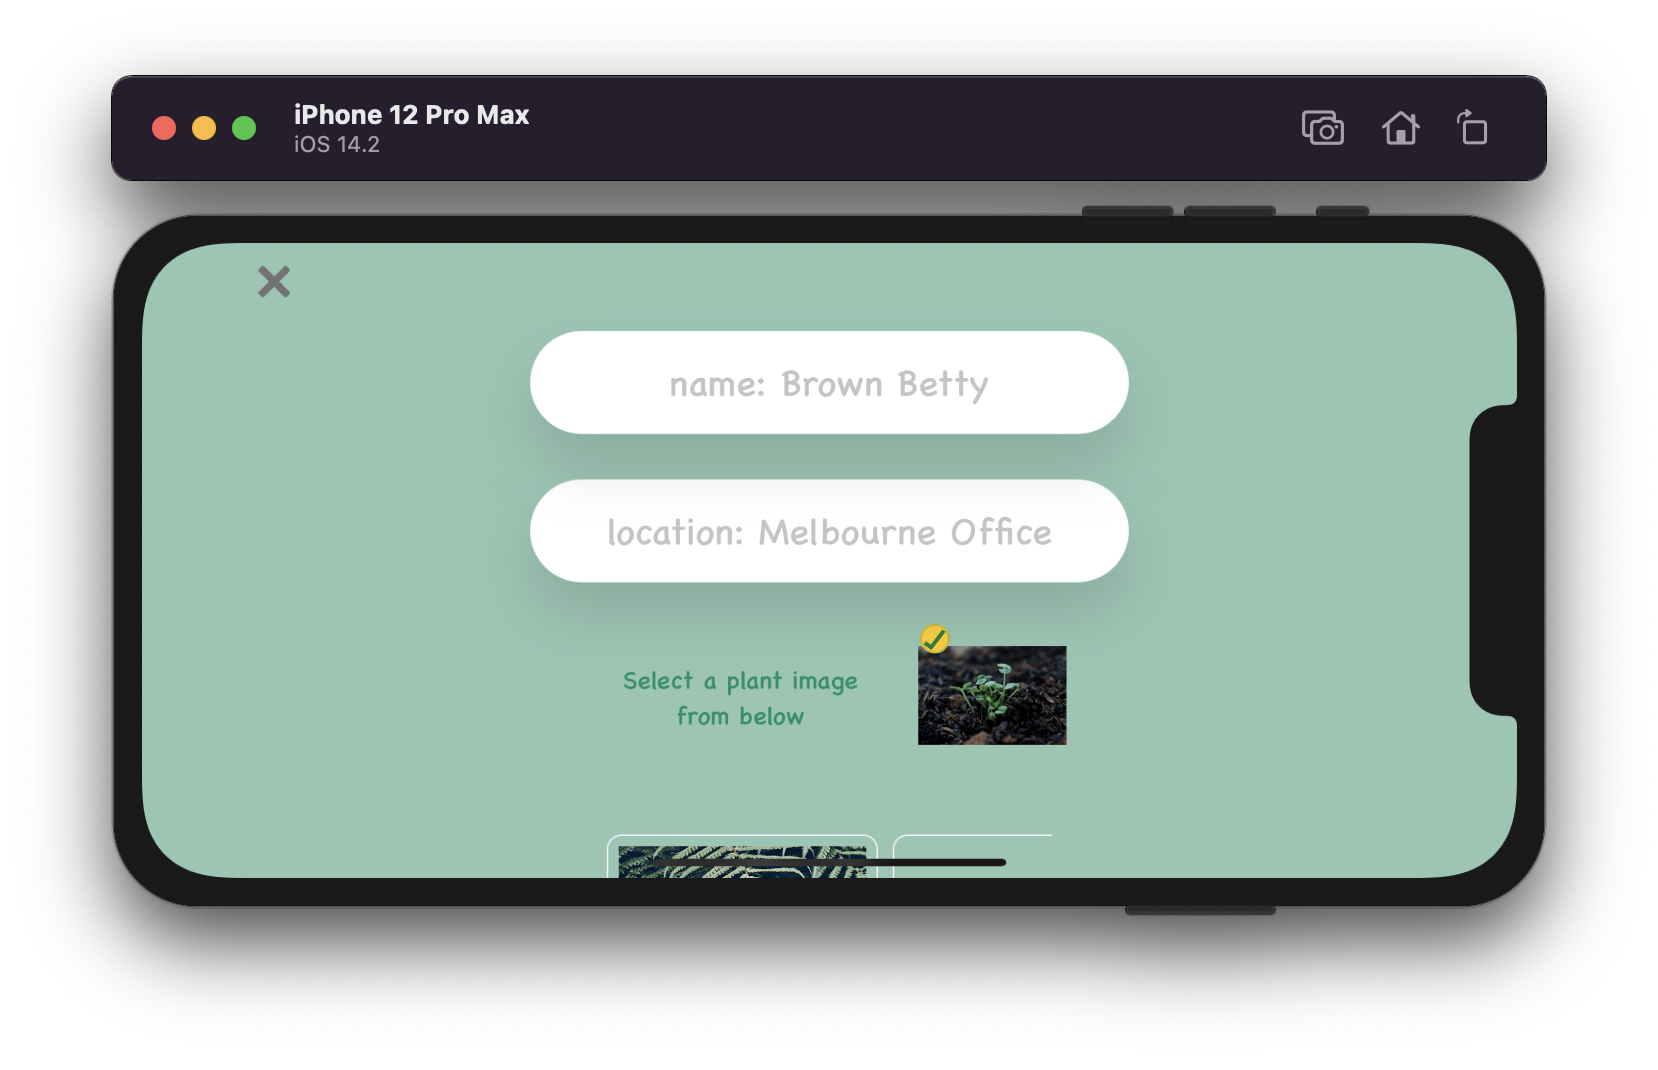 iPhone 12 Pro Max
iOS 14.2
name: Brown Betty
location: Melbourne Office
Select a plant image
from below